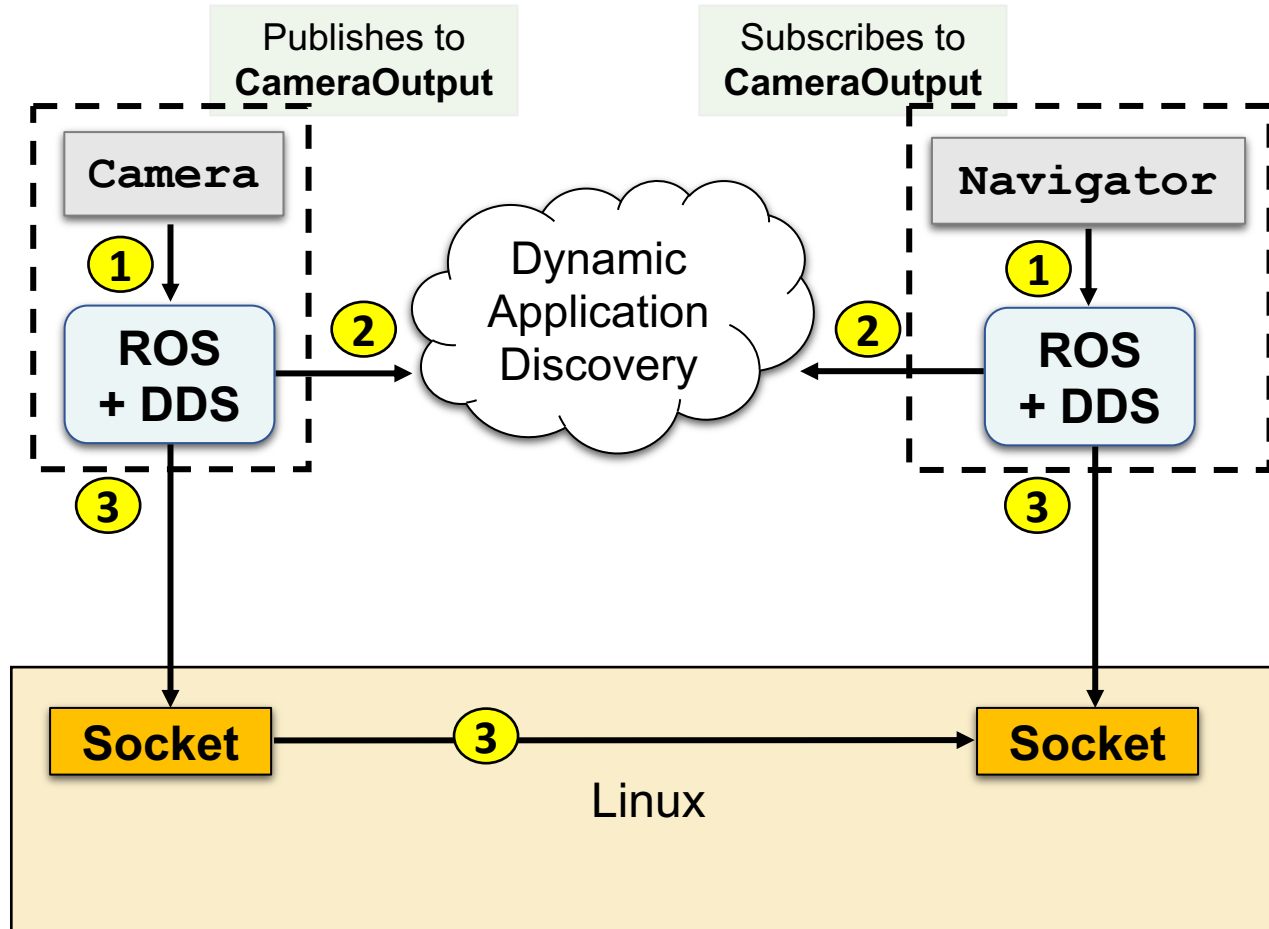 Publishes to
CameraOutput
Subscribes to
CameraOutput
Camera
Navigator
1
1
Dynamic
Application
Discovery
ROS
+ DDS
2
2
ROS
+ DDS
3
3
Socket
3
Socket
Linux